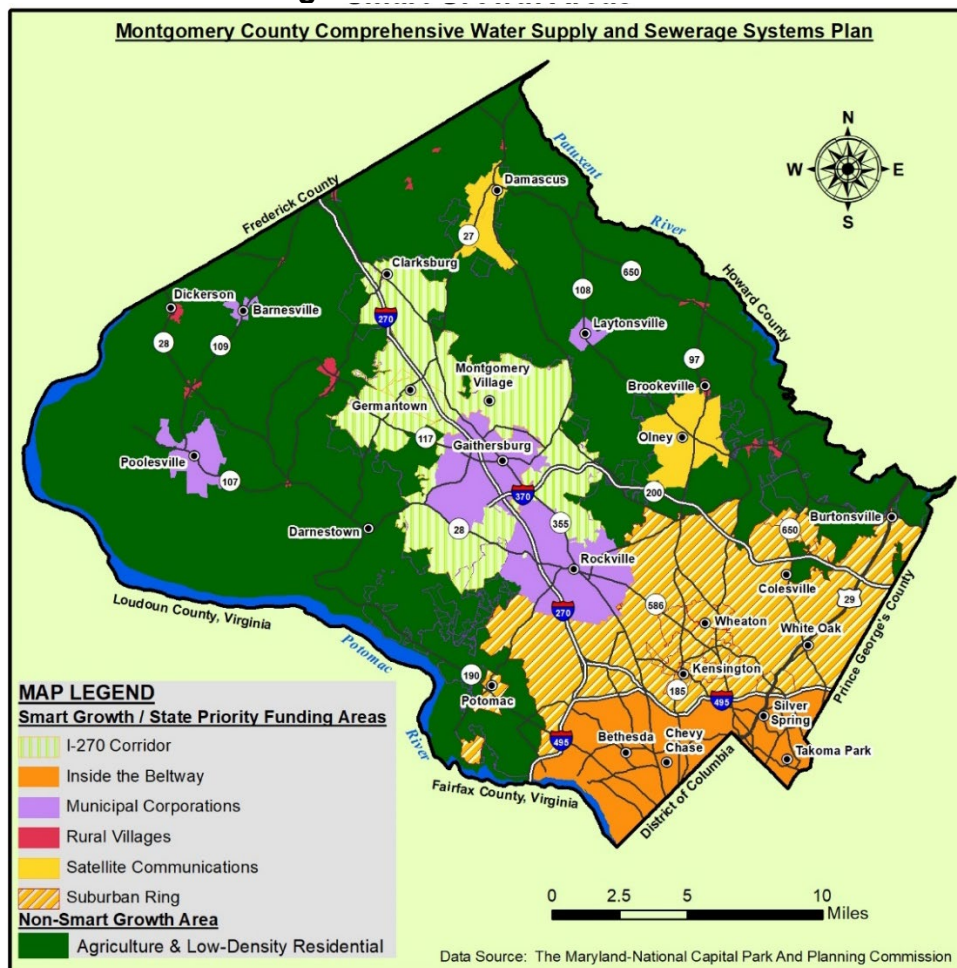 Montgomery County Comprehensive Water Supply and Sewerage Systems Plan
N
W E
S
Patuxent
River
Frederick County
Howard County
Damascus
27
Clarksburg
650
108
Dickerson
Barnesville
270
Laytonsville
28
109
97
Montgomery
Village
Brookeville
Germantown
117
Gaithersburg
Olney
Poolesville
107
370
200
Darnestown
28
355
650
Burtonsville
Rockville
Colesville
29
Loudoun County, Virginia
270
586
Wheaton
White Oak
Prince George's County
Potomac
River
190
Potomac
Kensington
185
495
Silver
Spring
495
Bethesda
Chevy
Chase
Takoma Park
Fairfax County, Virginia
District of Columbia
MAP LEGEND
Smart Growth / State Priority Funding Areas
I-270 Corridor
Inside the Beltway
Municipal Corporations
Rural Villages
Satellite Communications
Suburban Ring
Non-Smart Growth Area
Agriculture & Low-Density Residential
0 2.5 5 10
Miles
Data Source: The Maryland-National Capital Park And Planning Commission